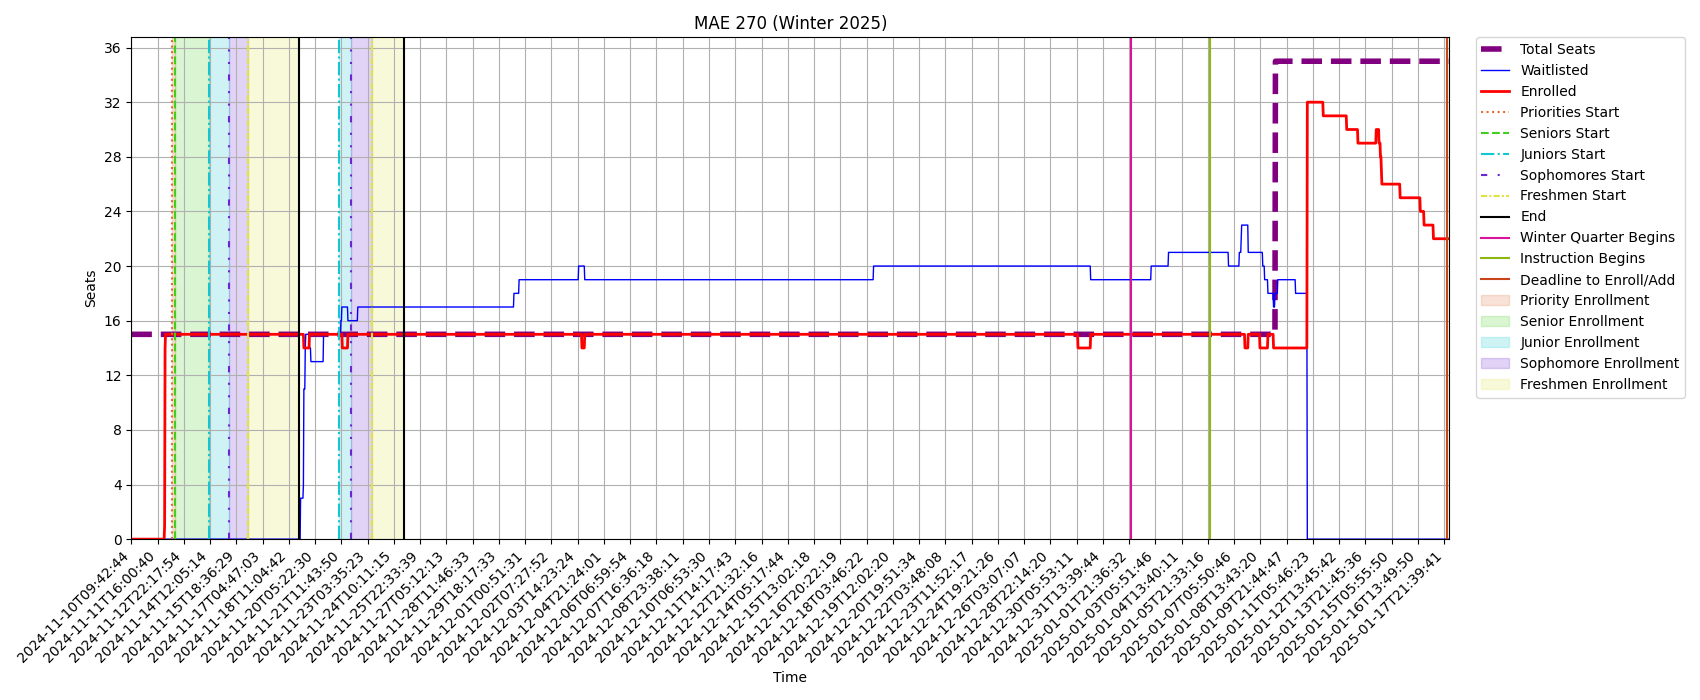 MAE 270 (Winter 2025)
36
32
28
24
20
16
12
8
4
0
Seats
2024-11-10T09:42:44
2024-11-11T16:00:40
2024-11-12T22:17:54
2024-11-14T12:05:14
2024-11-15T18:36:29
2024-11-17T04:47:03
2024-11-18T11:04:42
2024-11-20T05:22:30
2024-11-21T11:43:50
2024-11-23T03:35:23
2024-11-24T10:11:15
2024-11-25T22:33:39
2024-11-27T05:12:13
2024-11-28T11:46:33
2024-11-29T18:17:33
2024-12-01T00:51:31
2024-12-02T07:27:52
2024-12-03T14:23:24
2024-12-04T21:24:01
2024-12-06T06:59:54
2024-12-07T16:36:18
2024-12-08T23:38:11
2024-12-10T06:53:30
2024-12-11T14:17:43
2024-12-12T21:32:16
2024-12-14T05:17:44
2024-12-15T13:02:18
2024-12-16T20:22:19
2024-12-18T03:46:22
2024-12-19T12:02:20
2024-12-20T19:51:34
2024-12-22T03:48:08
2024-12-23T11:52:17
2024-12-24T19:21:26
2024-12-26T03:07:07
2024-12-28T22:14:20
2024-12-30T05:53:11
2024-12-31T13:39:44
2025-01-01T21:36:32
2025-01-03T05:51:46
2025-01-04T13:40:11
2025-01-05T21:33:16
2025-01-07T05:50:46
2025-01-08T13:43:20
2025-01-09T21:44:47
2025-01-11T05:46:23
2025-01-12T13:45:42
2025-01-13T21:45:36
2025-01-15T05:55:50
2025-01-16T13:49:50
2025-01-17T21:39:41
Time
Total Seats
Waitlisted
Enrolled
Priorities Start
Seniors Start
Juniors Start
Sophomores Start
Freshmen Start
End
Winter Quarter Begins
Instruction Begins
Deadline to Enroll/Add
Priority Enrollment
Senior Enrollment
Junior Enrollment
Sophomore Enrollment
Freshmen Enrollment